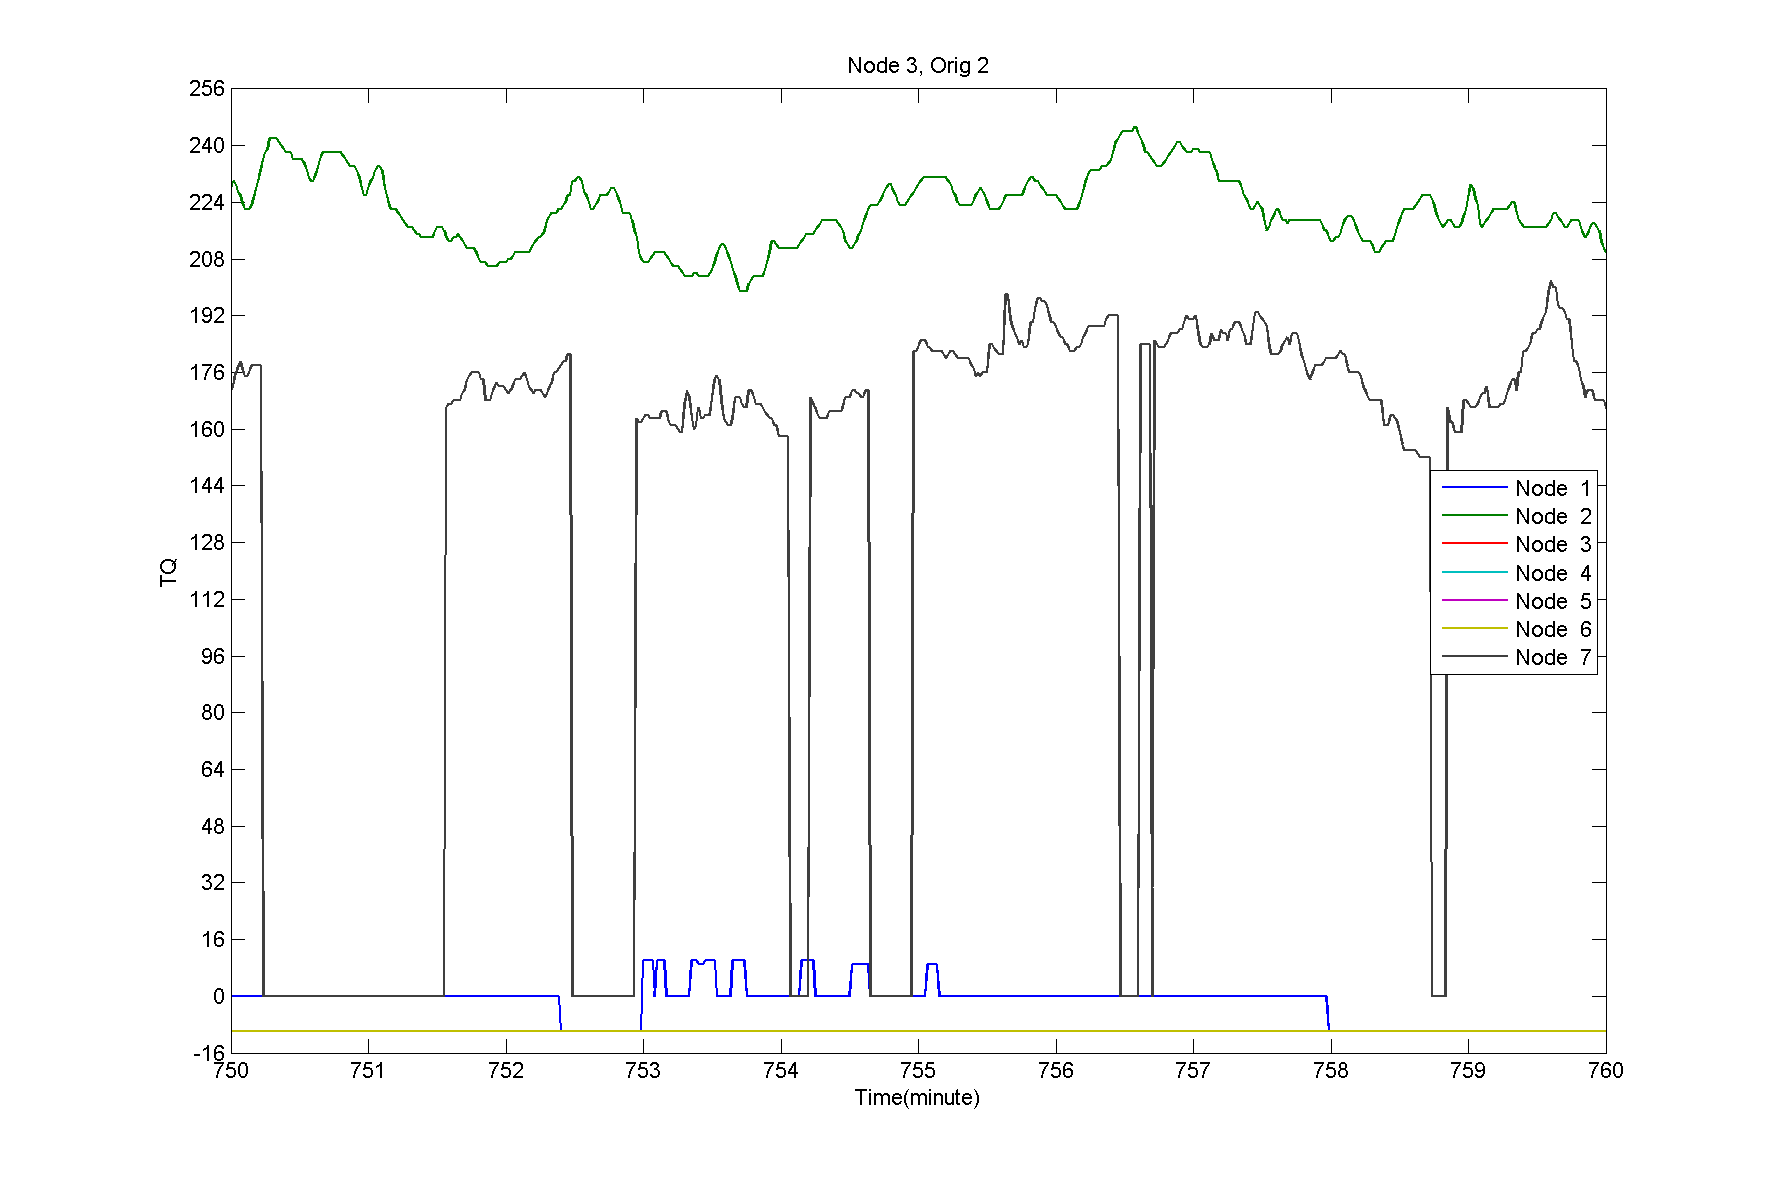 Node 3, Orig 2
256
240
224
208
192
176
160
144
128
112
96
80
64
48
32
16
0
-16
TQ
Node 1
Node 2
Node 3
Node 4
Node 5
Node 6
Node 7
750 751 752 753 754 755 756 757 758 759 760
Time(minute)